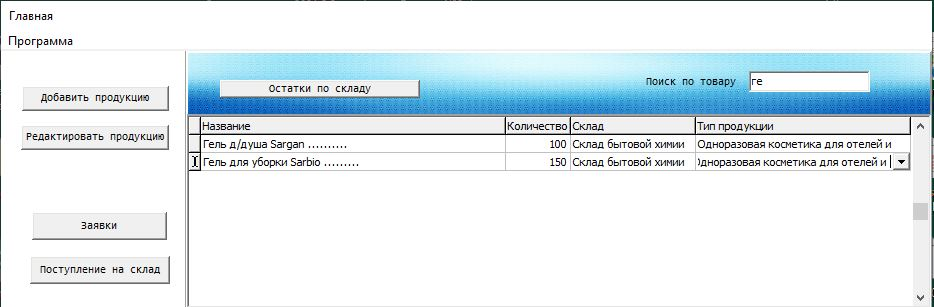 Главная
Программа
Остатки по складу
Поиск по товару ге
Добавить продукцию
Редактировать продукцию
Название Количество Склад Тип продукции
Гель д/душа Sargan .......... 100 Склад бытовой химии Одноразовая косметика для отелей и
Гель для уборки Sarbio ......... 150 Склад бытовой химии Одноразовая косметика для отелей и
Заявки
Поступление на склад